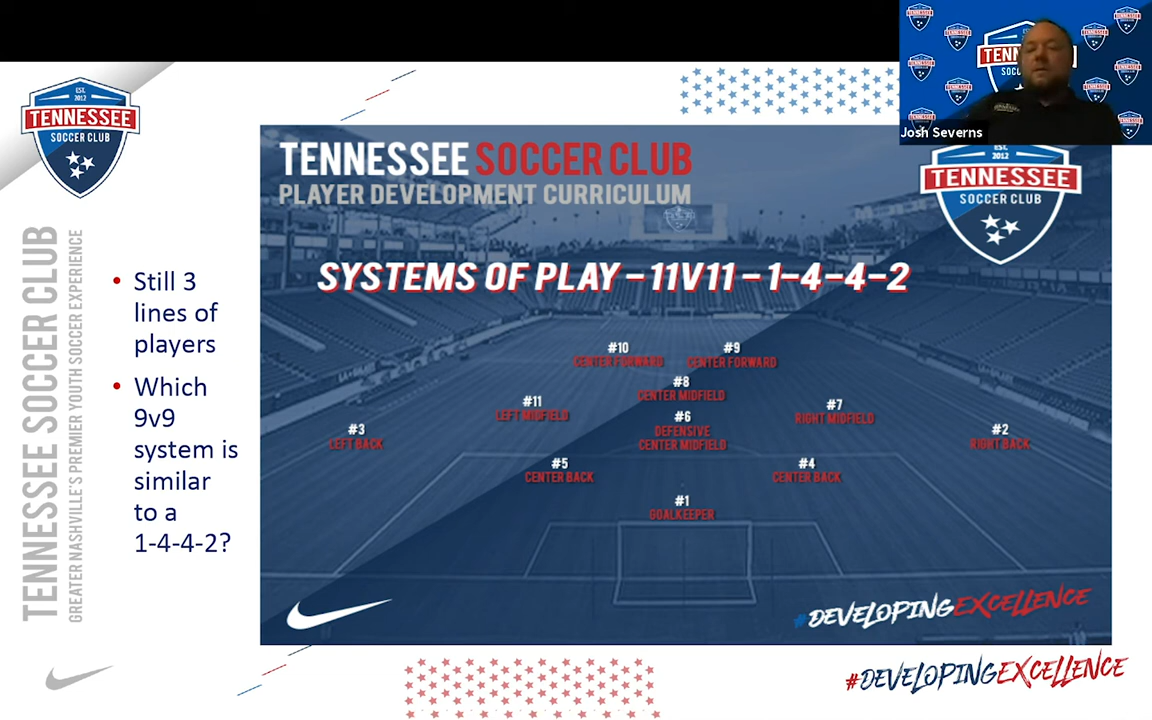 EST.
2012
TENNESSEE
SOCCER CLUB
TENNESSEE SOCCER CLUB
GREATER NASHVILLE'S PREMIER YOUTH SOCCER EXPERIENCE
• Still 3
lines of
players
• Which
9v9
system is
similar
to a
1-4-4-2?
TENNESSEE SOCCER CLUB
PLAYER DEVELOPMENT CURRICULUM
Josh Severns
EST.
2012
TENNESSEE
SOCCER CLUB
SYSTEMS OF PLAY – 11V11 – 1-4-4-2
#10
CENTER FORWARD
#9
CENTER FORWARD
#8
CENTER MIDFIELD
#11
LEFT MIDFIELD
#6
DEFENSIVE
CENTER MIDFIELD
#7
RIGHT MIDFIELD
#3
LEFT BACK
#2
RIGHT BACK
#5
CENTER BACK
#4
CENTER BACK
#1
GOALKEEPER
#DEVELOPINGEXCELLENCE
#DEVELOPINGEXCELLENCE